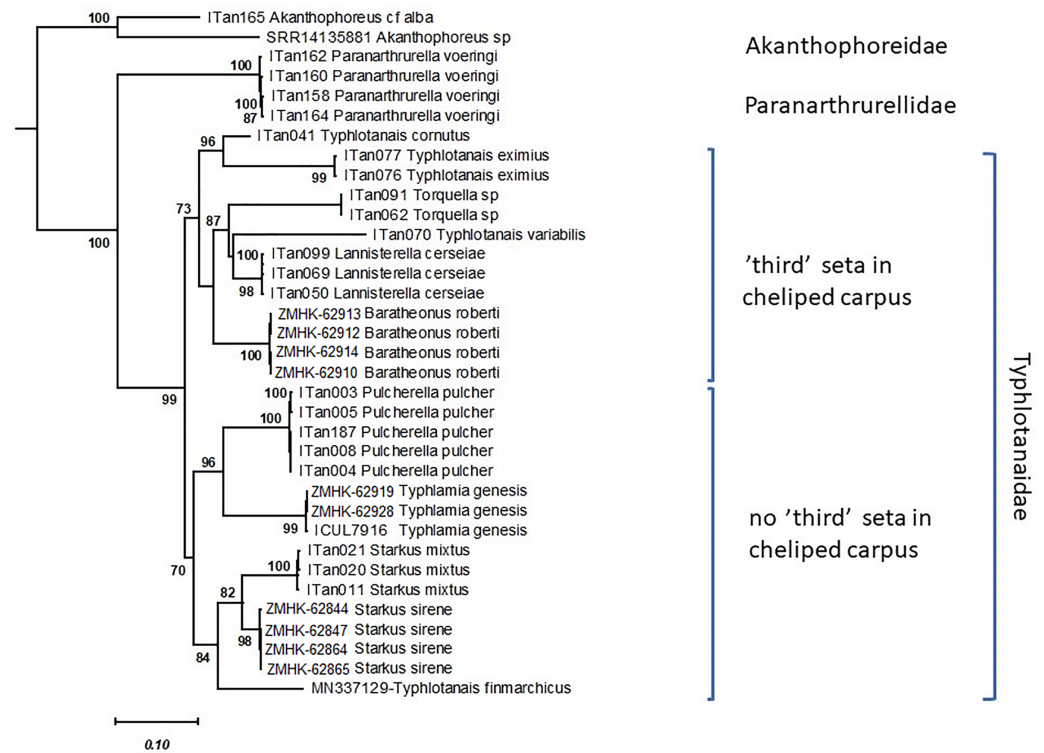 100
ITan165 Akanthophoreus cf alba
SRR14135881 Akanthophoreus sp
Akanthophoreidae
ITan162 Paranarthrurella voeringi
100
ITan160 Paranarthrurella voeringi
ITan158 Paranarthrurella voeringi
100
Paranarthrurellidae
ITan164 Paranarthrurella voeringi
87
ITan041 Typhlotanais cornutus
96
ITan077 Typhlotanais eximius
ITan076 Typhlotanais eximius
99
ITan091 Torquella sp
73
ITan062 Torquella sp
87
ITan070 Typhlotanais variabilis
100
100
ITan099 Lannisterella cerseiae
ITan069 Lannisterella cerseiae
98
ITan050 Lannisterella cerseiae
’third’ seta in
cheliped carpus
ZMHK-62913 Baratheonus roberti
ZMHK-62912 Baratheonus roberti
ZMHK-62914 Baratheonus roberti
100
ZMHK-62910 Baratheonus roberti
99
100
ITan003 Pulcherella pulcher
ITan005 Pulcherella pulcher
100
ITan187 Pulcherella pulcher
ITan008 Pulcherella pulcher
96
ITan004 Pulcherella pulcher
Typhlotanaidae
ZMHK-62919 Typhlamia genesis
ZMHK-62928 Typhlamia genesis
99
ICUL7916 Typhlamia genesis
no ’third’ seta in
cheliped carpus
ITan021 Starkus mixtus
70
100
ITan020 Starkus mixtus
82
ITan011 Starkus mixtus
ZMHK-62844 Starkus sirene
ZMHK-62847 Starkus sirene
98
ZMHK-62864 Starkus sirene
84
ZMHK-62865 Starkus sirene
MN337129-Typhlotanais finmarchicus
0.10